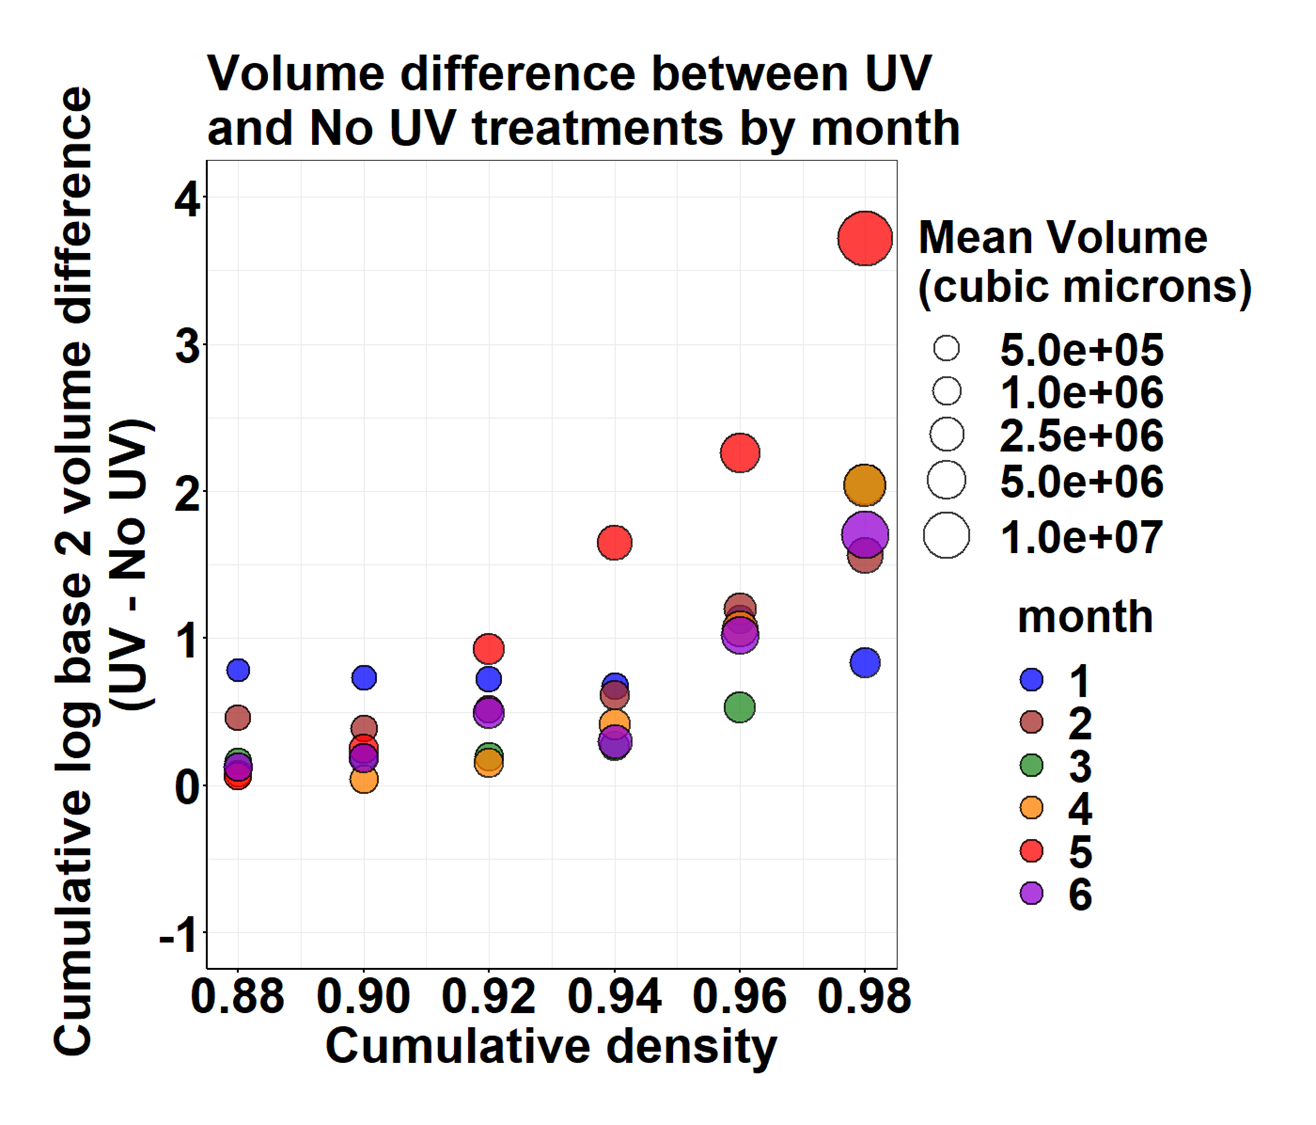 Volume difference between UV
and No UV treatments by month
Cumulative log base 2 volume difference
(UV - No UV)
4
3
2
1
0
-1
0.88 0.90 0.92 0.94 0.96 0.98
Cumulative density
Mean Volume
(cubic microns)
5.0e+05
1.0e+06
2.5e+06
5.0e+06
1.0e+07
month
1
2
3
4
5
6